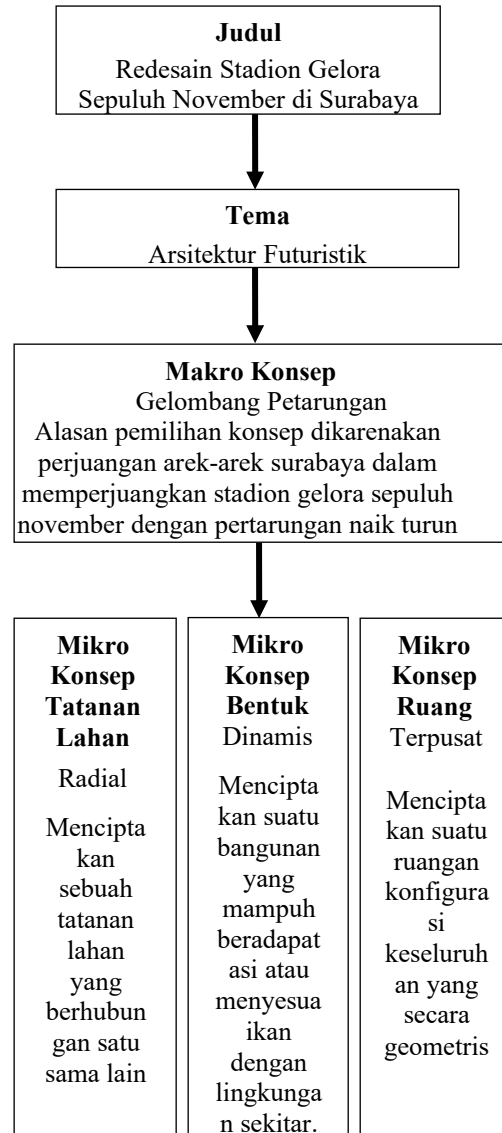 Judul
Redesain Stadion Gelora
Sepuluh November di Surabaya
Tema
Arsitektur Futuristik
Makro Konsep
Gelombang Petarungan
Alasan pemilihan konsep dikarenakan
perjuangan arek-arek surabaya dalam
memperjuangkan stadion gelora sepuluh
november dengan pertarungan naik turun
Mikro
Konsep
Tatanan
Lahan
Radial
Mencipta
kan
sebuah
tatanan
lahan
yang
berhubun
gan satu
sama lain
Mikro
Konsep
Bentuk
Dinamis
Mencipta
kan suatu
bangunan
yang
mampuh
beradapat
asi atau
menyesua
ikan
dengan
lingkunga
n sekitar.
Mikro
Konsep
Ruang
Terpusat
Mencipta
kan suatu
ruangan
konfigura
si
keseluruh
an yang
secara
geometris